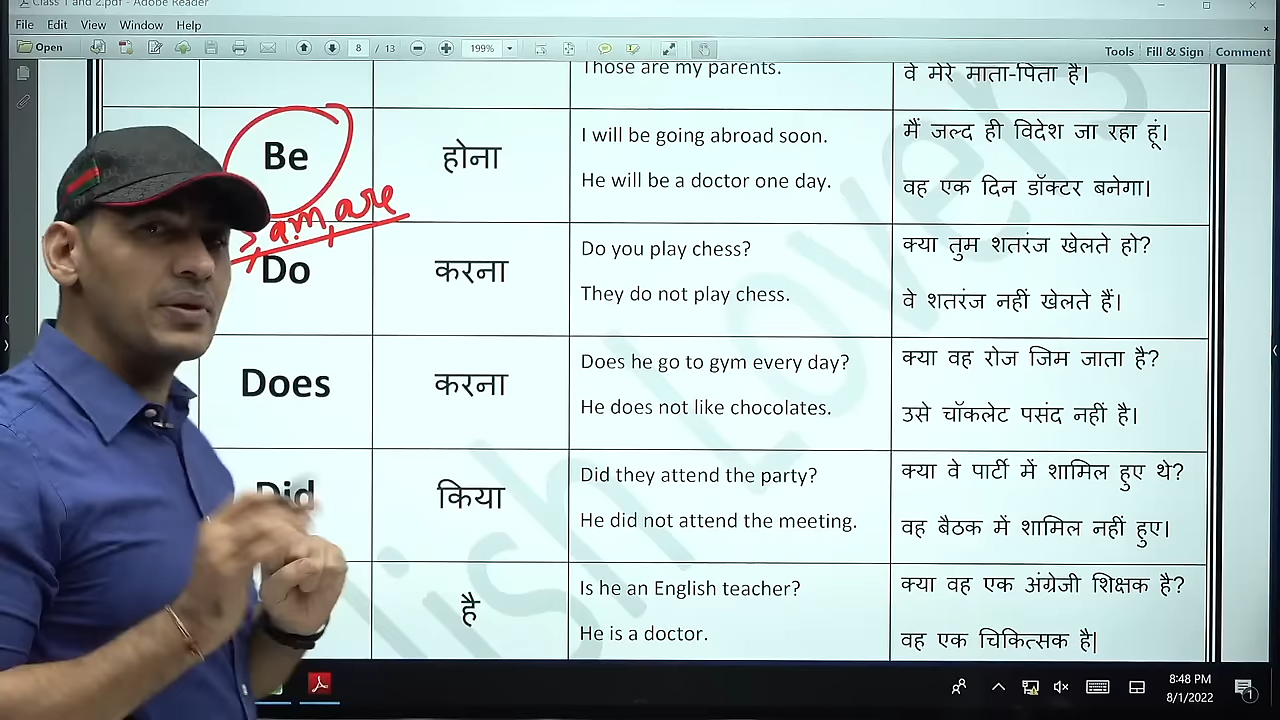 Class 1 and 2.pdf - Adobe Reader
File Edit View Window Help
Open 8 / 13 199% Tools Fill & Sign Comment
Those are my parents. वे मेरे माता-पिता है।
Be होना I will be going abroad soon. मैं जल्द ही विदेश जा रहा हूं।
He will be a doctor one day. वह एक दिन डॉक्टर बनेगा।
am, are
Do करना Do you play chess? क्या तुम शतरंज खेलते हो?
They do not play chess. वे शतरंज नहीं खेलते हैं।
Does करना Does he go to gym every day? क्या वह रोज जिम जाता है?
He does not like chocolates. उसे चॉकलेट पसंद नहीं है।
Did किया Did they attend the party? क्या वे पार्टी में शामिल हुए थे?
He did not attend the meeting. वह बैठक में शामिल नहीं हुए।
है Is he an English teacher? क्या वह एक अंग्रेजी शिक्षक है?
He is a doctor. वह एक चिकित्सक है|
lish Lovers
8:48 PM
8/1/2022
1